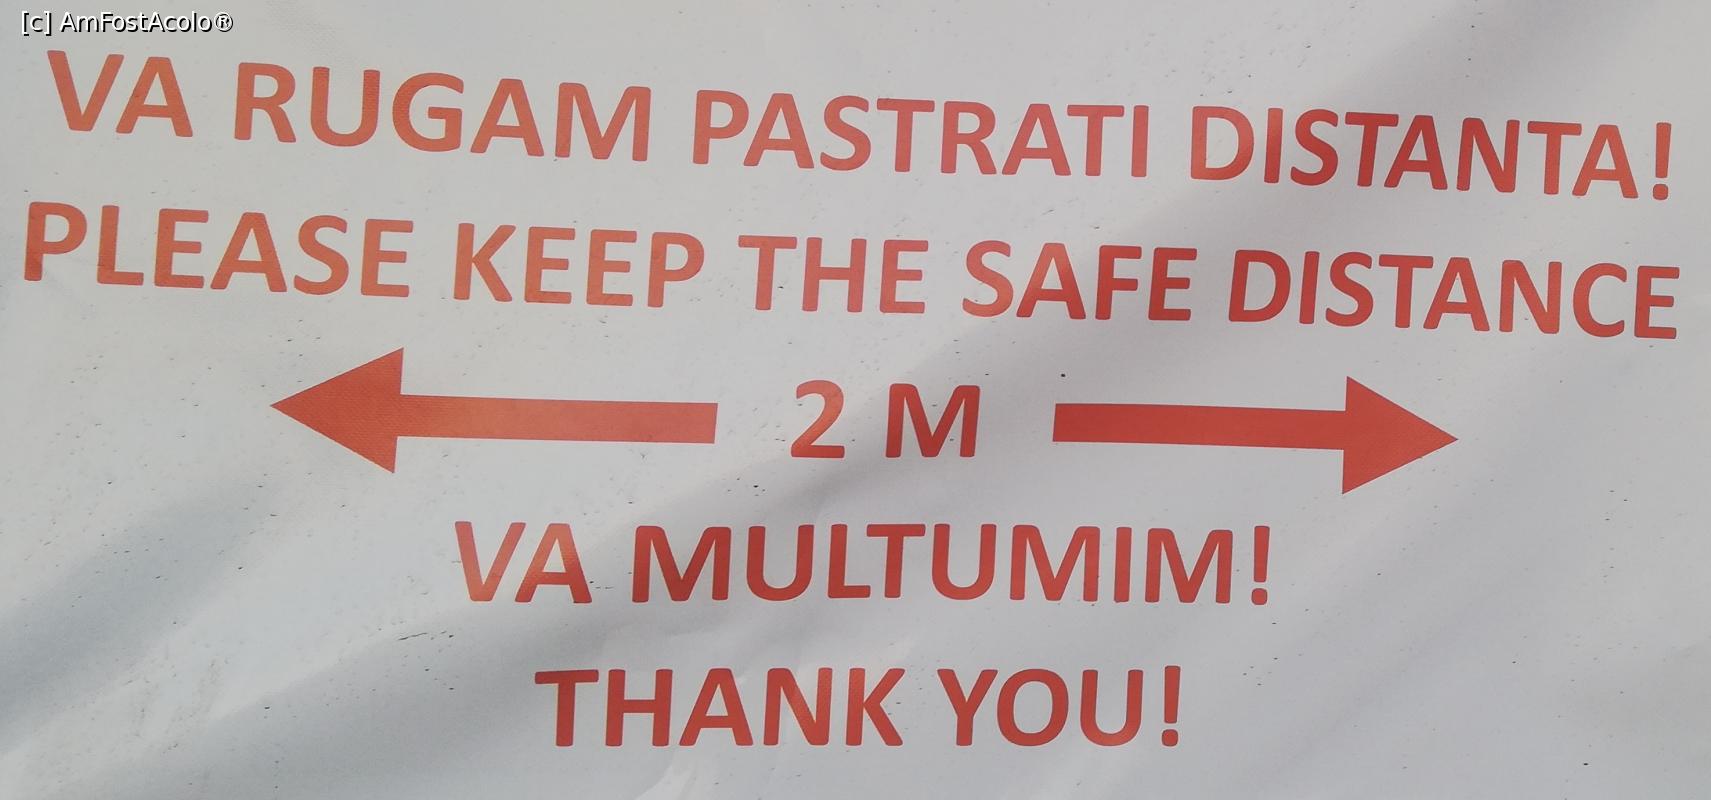 [c] AmFostAcolo®
VA RUGAM PASTRATI DISTANTA!
PLEASE KEEP THE SAFE DISTANCE
2 M
VA MULTUMIM!
THANK YOU!